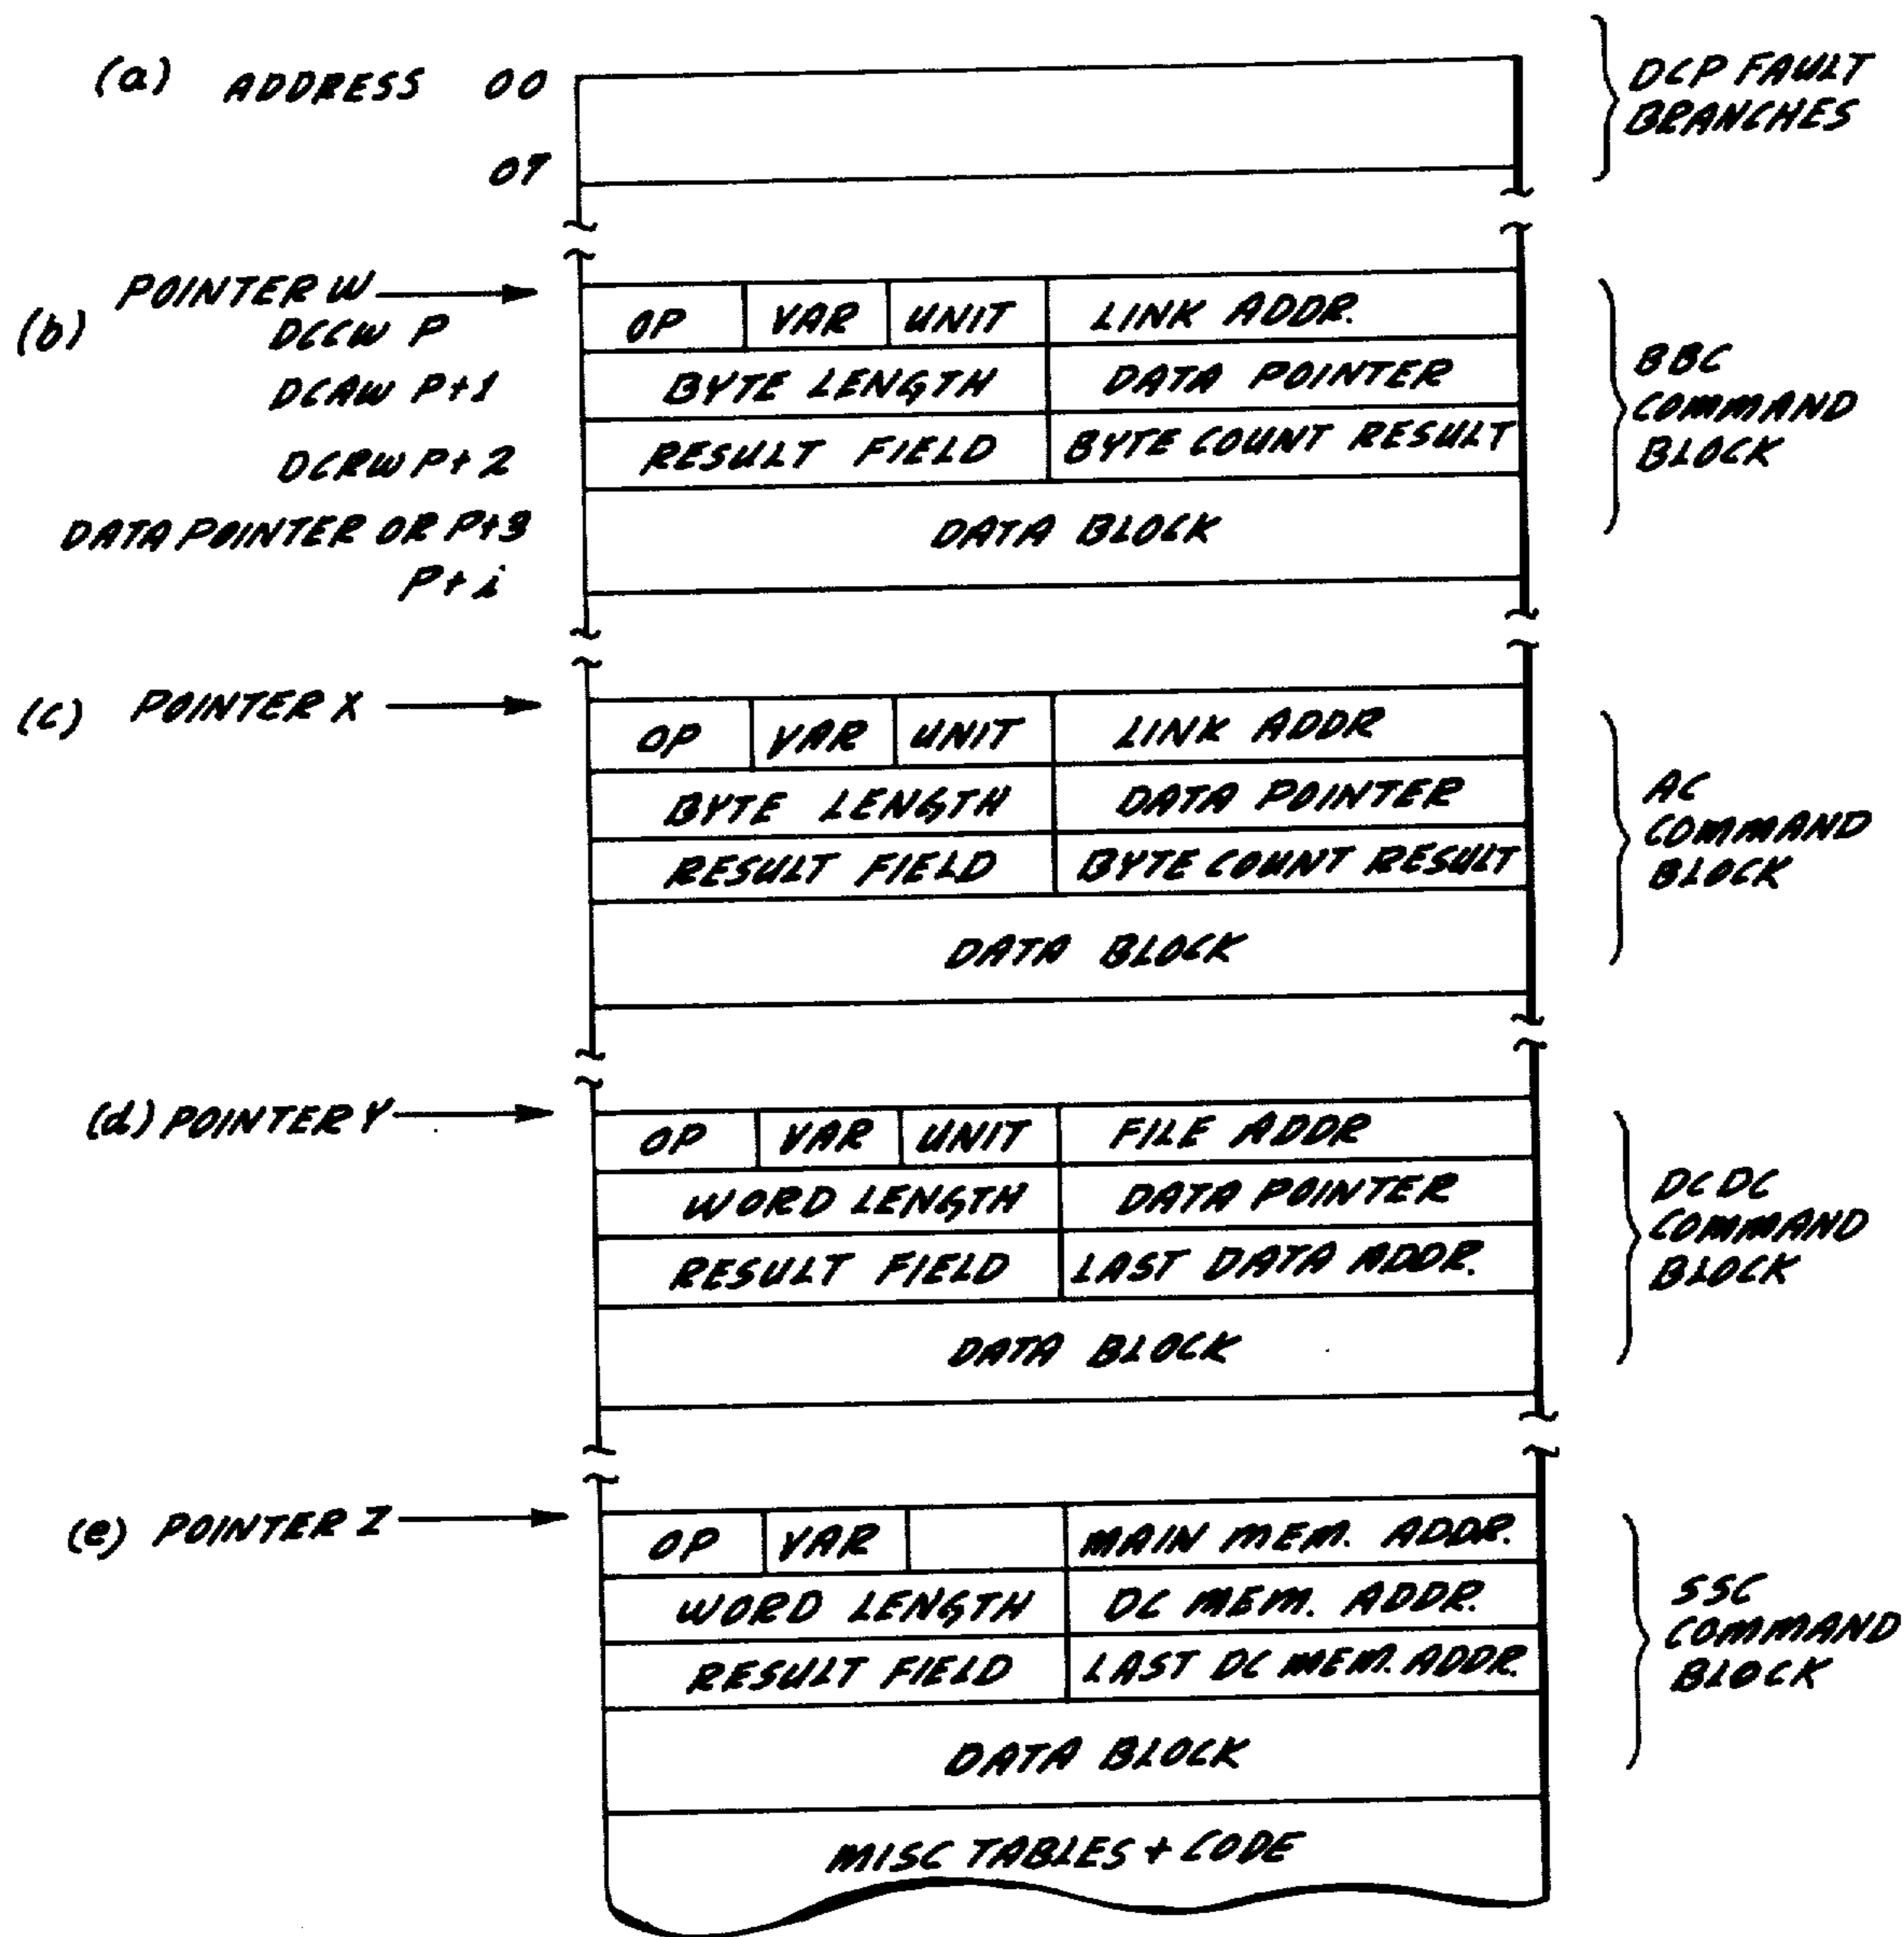 (a) ADDRESS 00
07
DCP FAULT
BRANCHES
(b) POINTER W
DCCW P
DCAW P+1
DCRW P+2
DATA POINTER OR P+3
P+i
OP VAR UNIT LINK ADDR.
BYTE LENGTH DATA POINTER
RESULT FIELD BYTE COUNT RESULT
DATA BLOCK
BBC
COMMAND
BLOCK
(c) POINTER X
OP VAR UNIT LINK ADDR
BYTE LENGTH DATA POINTER
RESULT FIELD BYTE COUNT RESULT
DATA BLOCK
AC
COMMAND
BLOCK
(d) POINTER Y
OP VAR UNIT FILE ADDR
WORD LENGTH DATA POINTER
RESULT FIELD LAST DATA ADDR.
DATA BLOCK
DCDC
COMMAND
BLOCK
(e) POINTER Z
OP VAR MAIN MEM. ADDR.
WORD LENGTH DC MEM. ADDR.
RESULT FIELD LAST DC MEM. ADDR.
DATA BLOCK
SSC
COMMAND
BLOCK
MISC TABLES + CODE